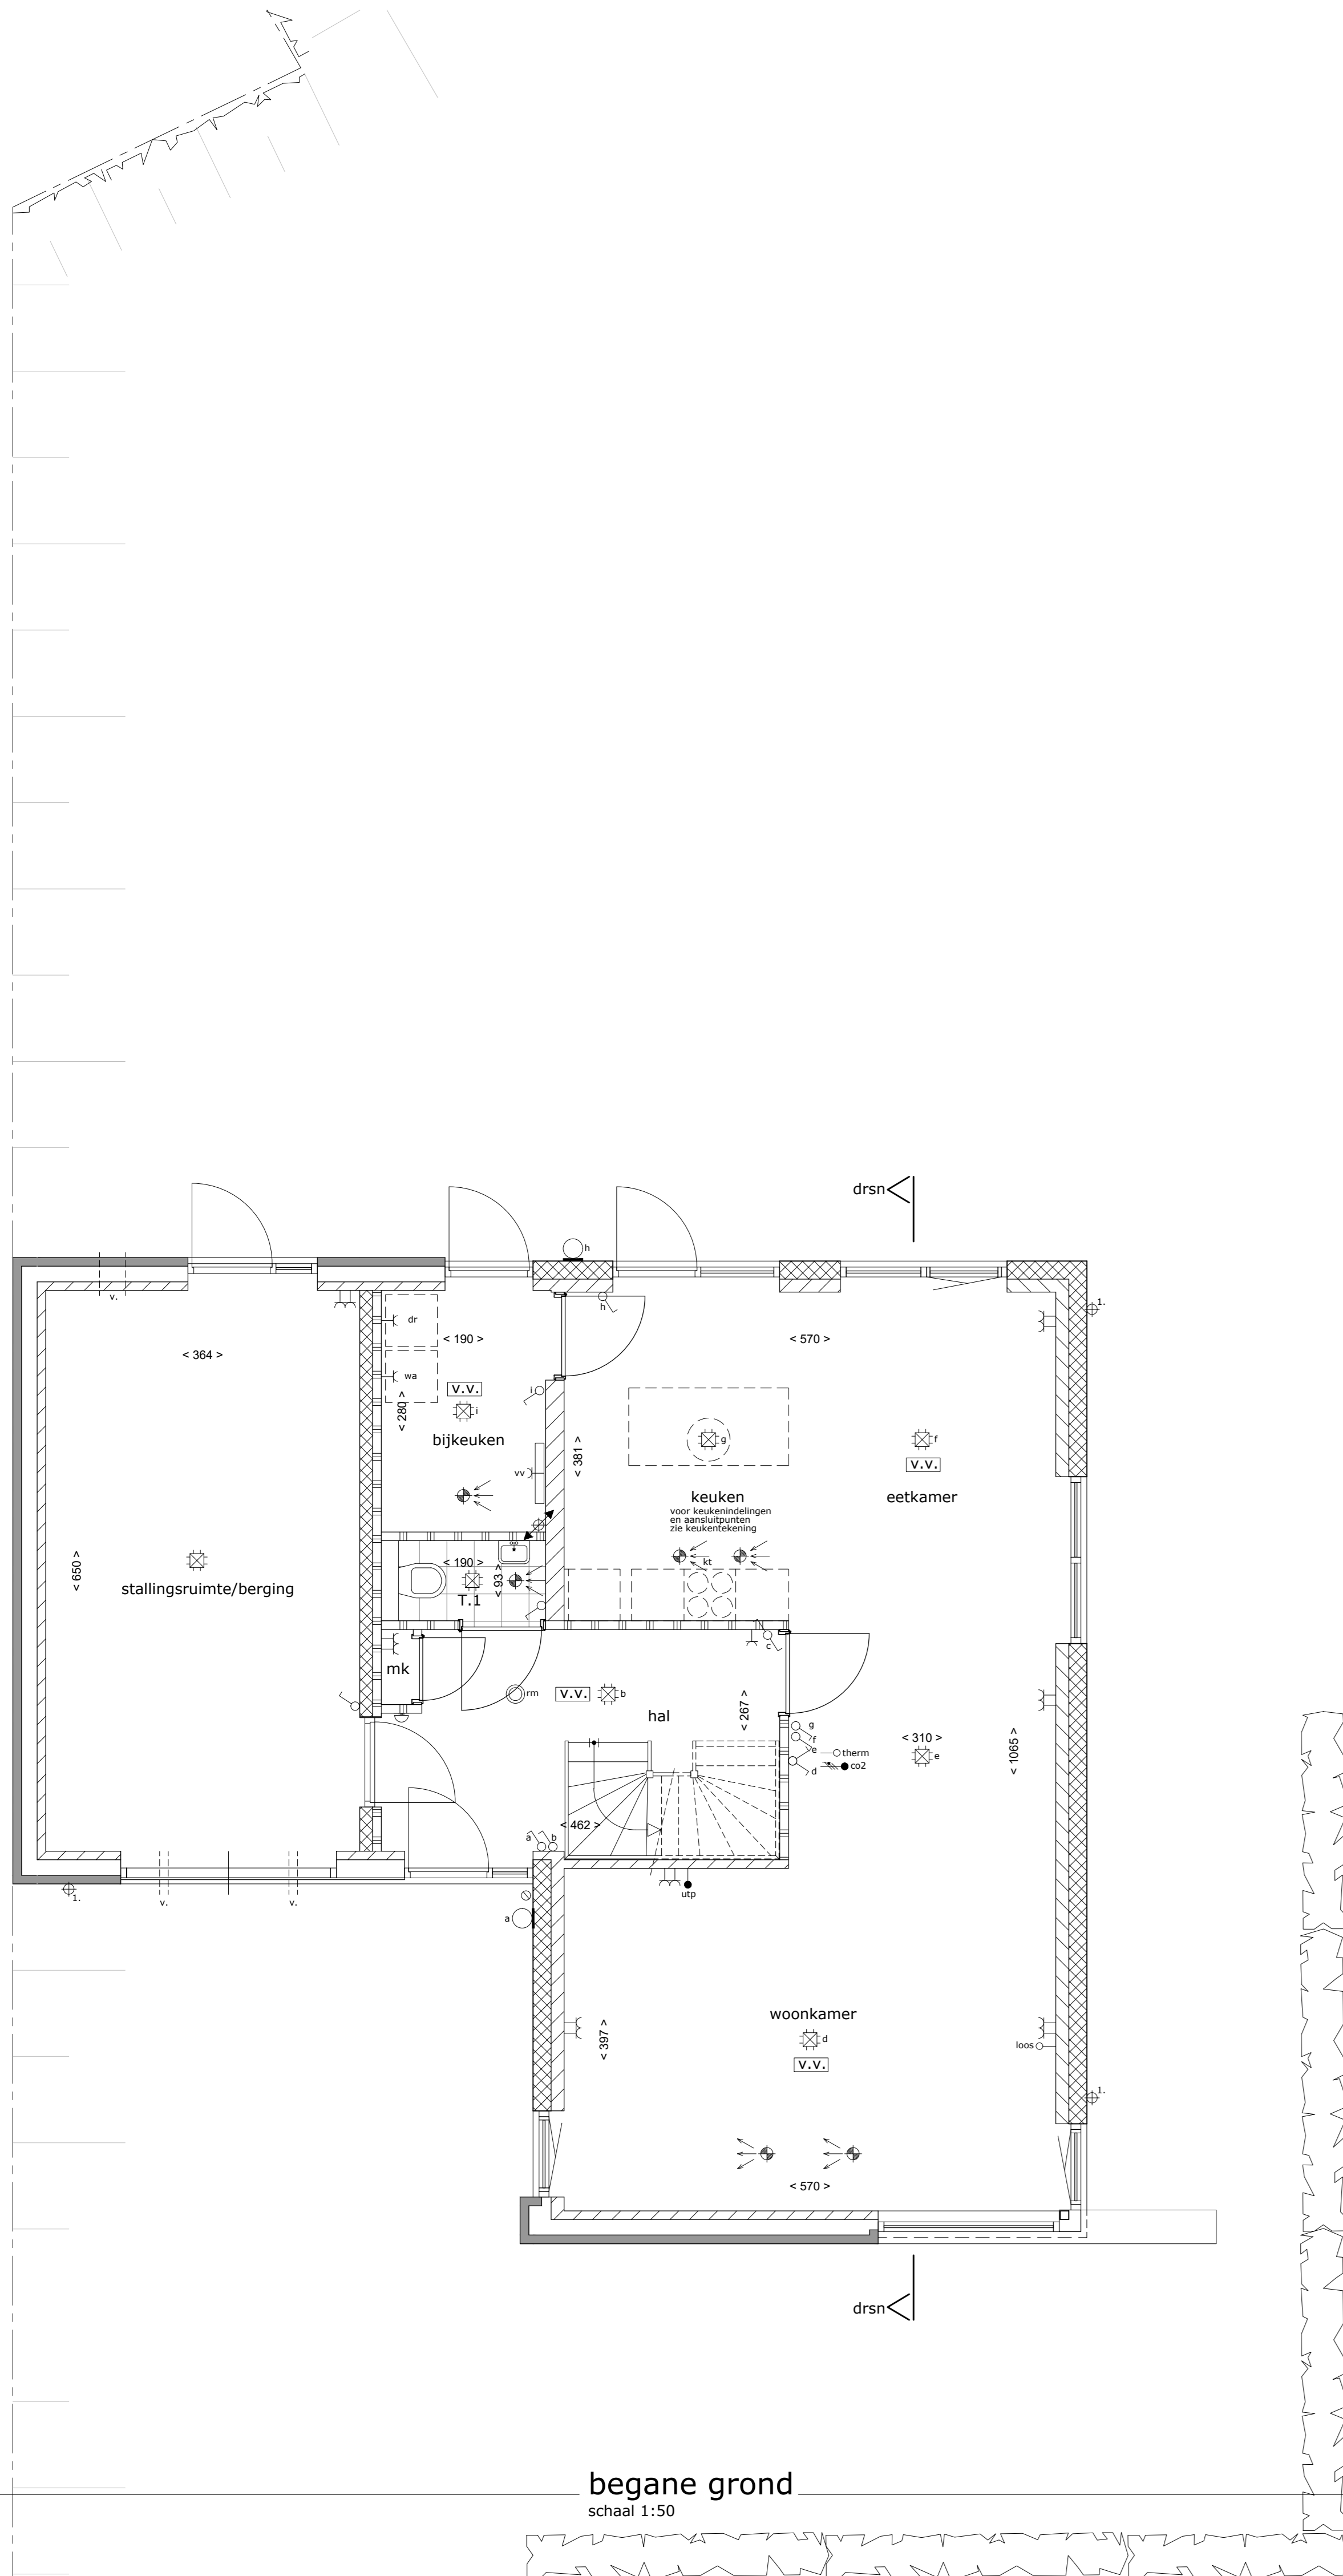 drsn
h
1.
v.
h
dr
< 190 >
< 570 >
< 364 >
wa
v.v.
i
i
< 280 >
bijkeuken
g
f
v.v.
< 381 >
vv
keuken
eetkamer
voor keukenindelingen
en aansluitpunten
zie keukentekening
kt
< 190 >
< 93 >
T.1
< 650 >
stallingsruimte/berging
c
mk
rm
v.v.
b
hal
< 267 >
g
f
e
d
therm
co2
< 310 >
e
< 1065 >
< 462 >
a
b
utp
1.
v.
v.
a
woonkamer
d
v.v.
< 397 >
loos
1.
< 570 >
drsn
begane grond
schaal 1:50